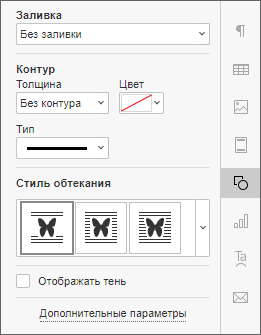 Заливка
Без заливки
Контур
Толщина Цвет
Без контура
Тип
Стиль обтекания
Отображать тень
Дополнительные параметры